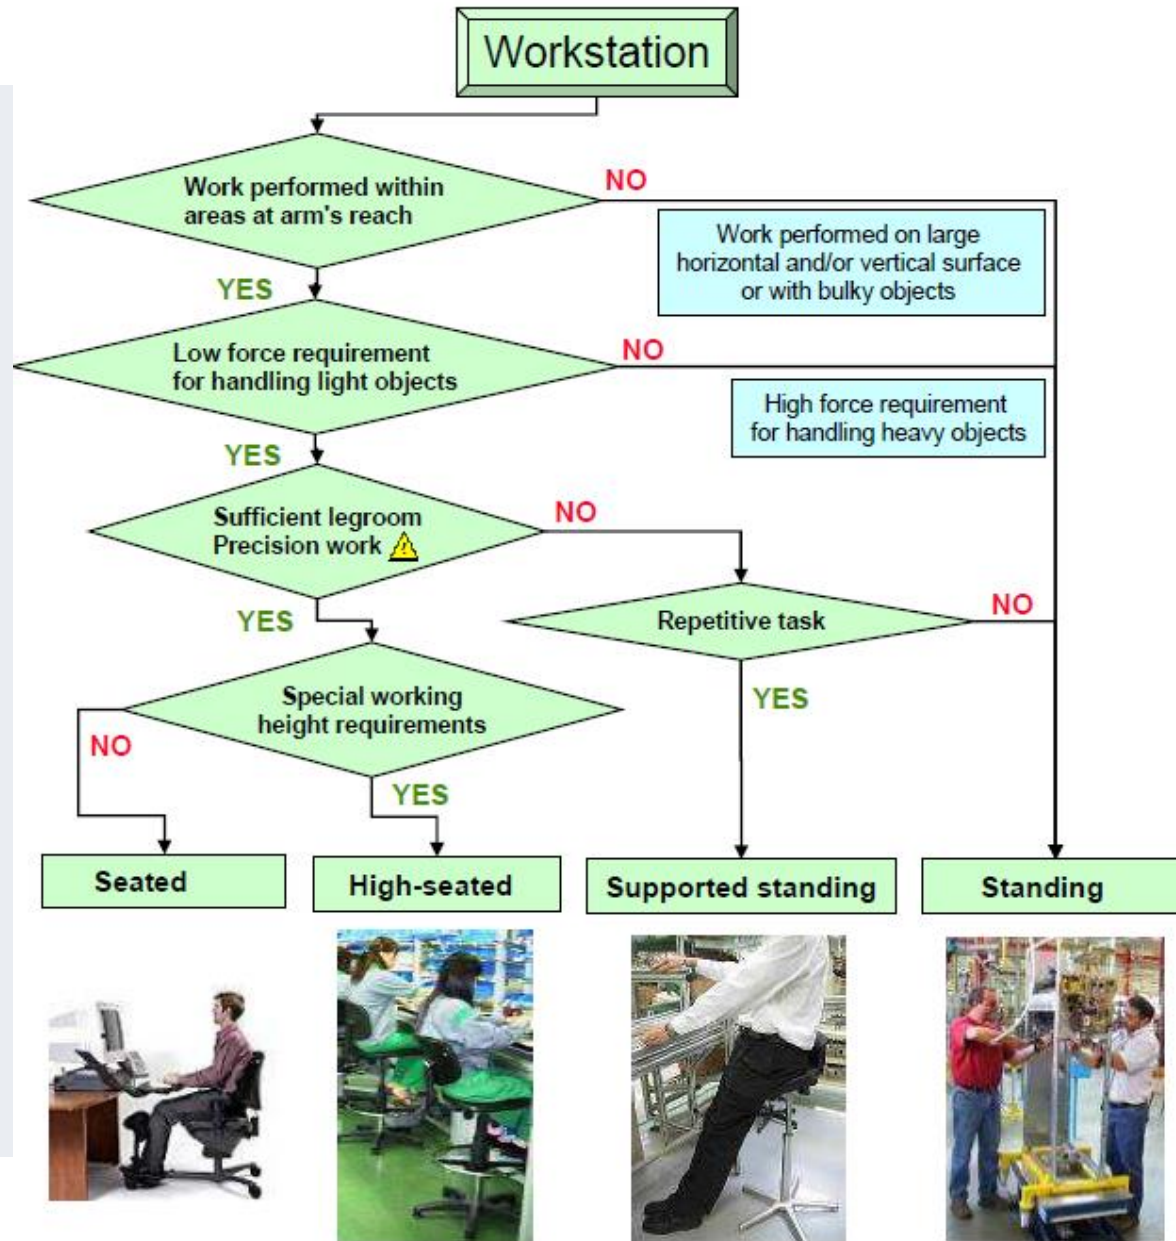 Workstation
Work performed within
areas at arm's reach
NO
Work performed on large
horizontal and/or vertical surface
or with bulky objects
YES
Low force requirement
for handling light objects
NO
High force requirement
for handling heavy objects
YES
Sufficient legroom
Precision work
NO
YES
Repetitive task
NO
Special working
height requirements
YES
NO
YES
Seated
High-seated
Supported standing
Standing